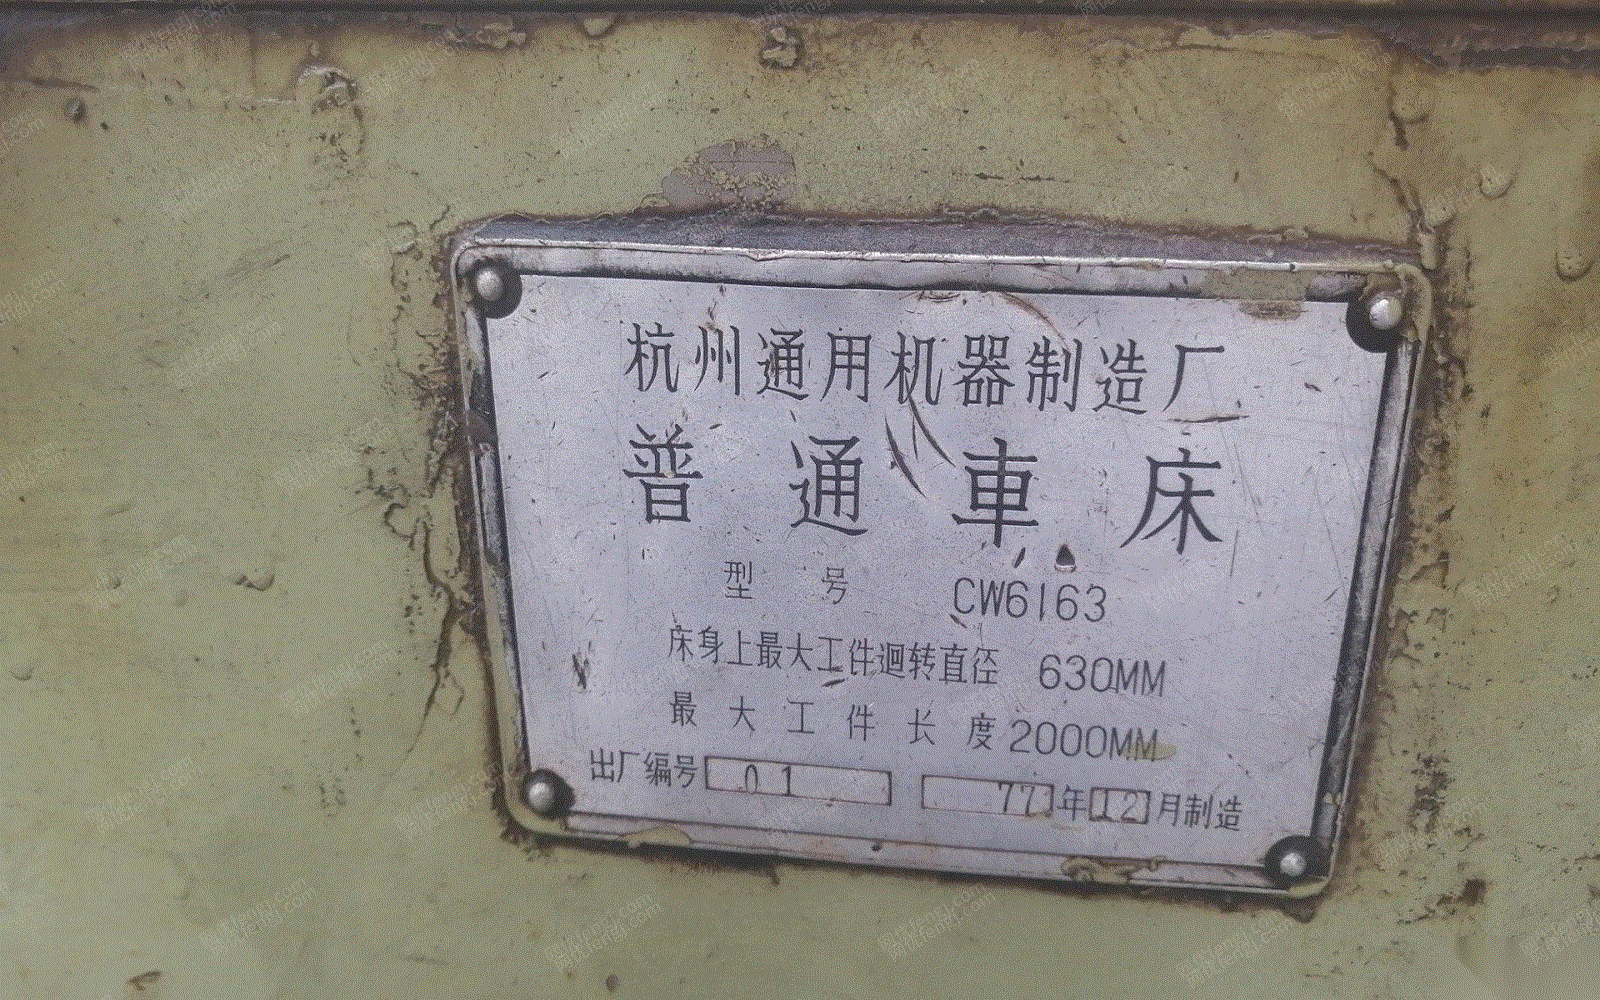 杭州通用机器制造厂
普通車床
型号 CW6163
床身上最大工件迴转直径 630MM
最大工件长度 2000MM
出厂编号 01 77年12月制造